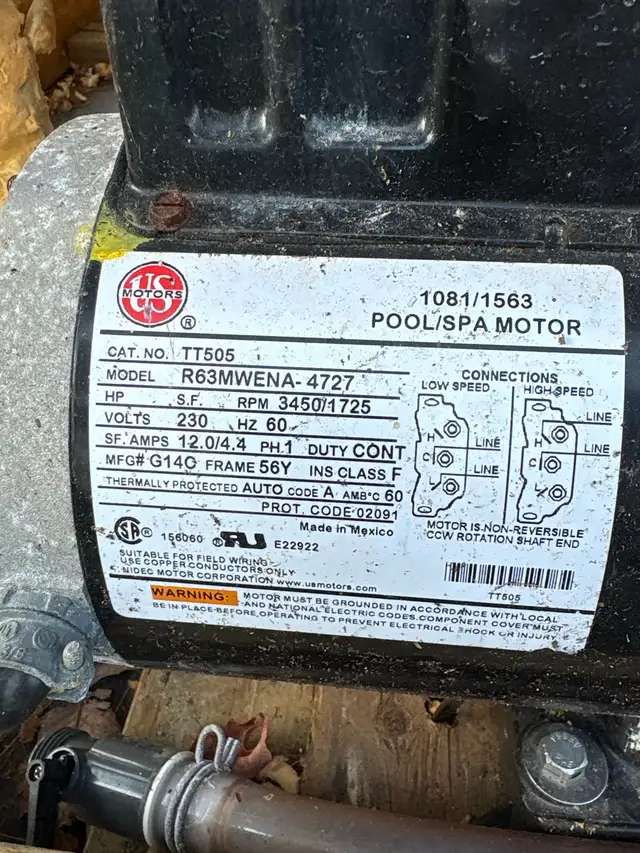 US
MOTORS
®
1081/1563
POOL/SPA MOTOR
CAT. NO. TT505
MODEL R63MWENA-4727
HP S.F. RPM 3450/1725
VOLTS 230 HZ 60
SF. AMPS 12.0/4.4 PH.1 DUTY CONT
MFG# G14C FRAME 56Y INS CLASS F
THERMALLY PROTECTED AUTO CODE A AMB°C 60
PROT. CODE 02091
Made in Mexico
CONNECTIONS
LOW SPEED HIGH SPEED
H LINE
C LINE
L
LINE
H LINE
C
L
MOTOR IS NON-REVERSIBLE
CCW ROTATION SHAFT END
SA® 156060 RU E22922
SUITABLE FOR FIELD WIRING
USE COPPER CONDUCTORS ONLY
NIDEC MOTOR CORPORATION www.usmotors.com
TT505
WARNING: MOTOR MUST BE GROUNDED IN ACCORDANCE WITH LOCAL
AND NATIONAL ELECTRIC CODES. COMPONENT COVER MUST
BE IN PLACE BEFORE OPERATING TO PREVENT ELECTRICAL SHOCK OR INJURY